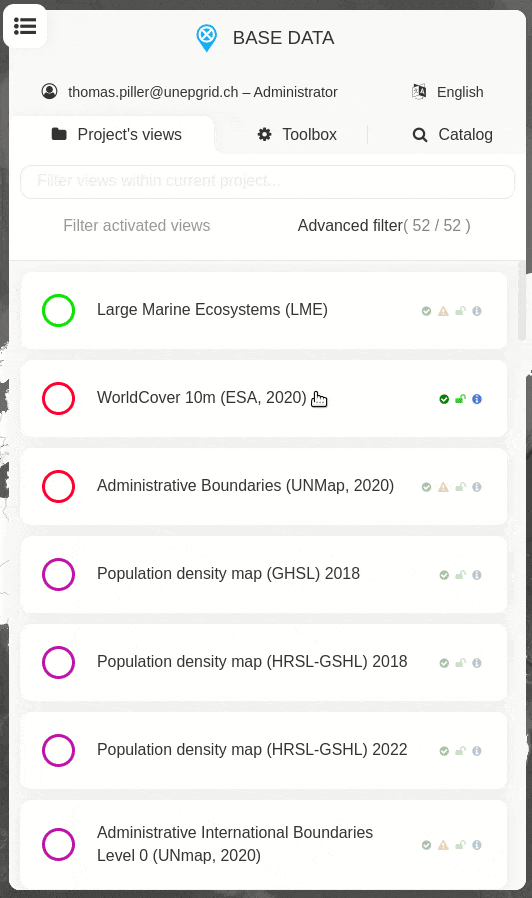 BASE DATA
thomas.piller@unepgrid.ch – Administrator
English
Project's views
Toolbox
Catalog
Filter views within current project...
Filter activated views
Advanced filter( 52 / 52 )
Large Marine Ecosystems (LME)
WorldCover 10m (ESA, 2020)
Administrative Boundaries (UNMap, 2020)
Population density map (GHSL) 2018
Population density map (HRSL-GSHL) 2018
Population density map (HRSL-GSHL) 2022
Administrative International Boundaries
Level 0 (UNmap, 2020)